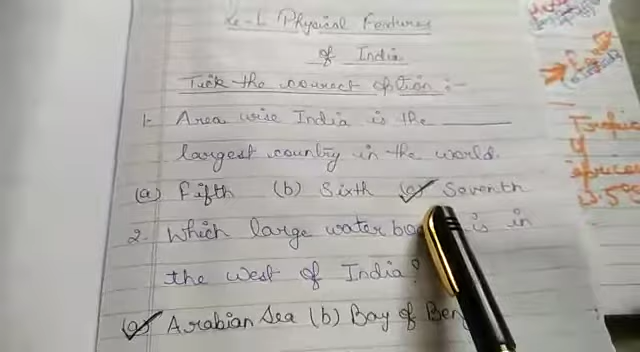 L-1 Physical Features
of India
Tick the correct option :-
1. Area wise India is the ______
largest country in the world.
(a) Fifth (b) Sixth (c) Seventh
2. Which large water is in
the west of India?
(a) Arabian Sea (b) Bay of